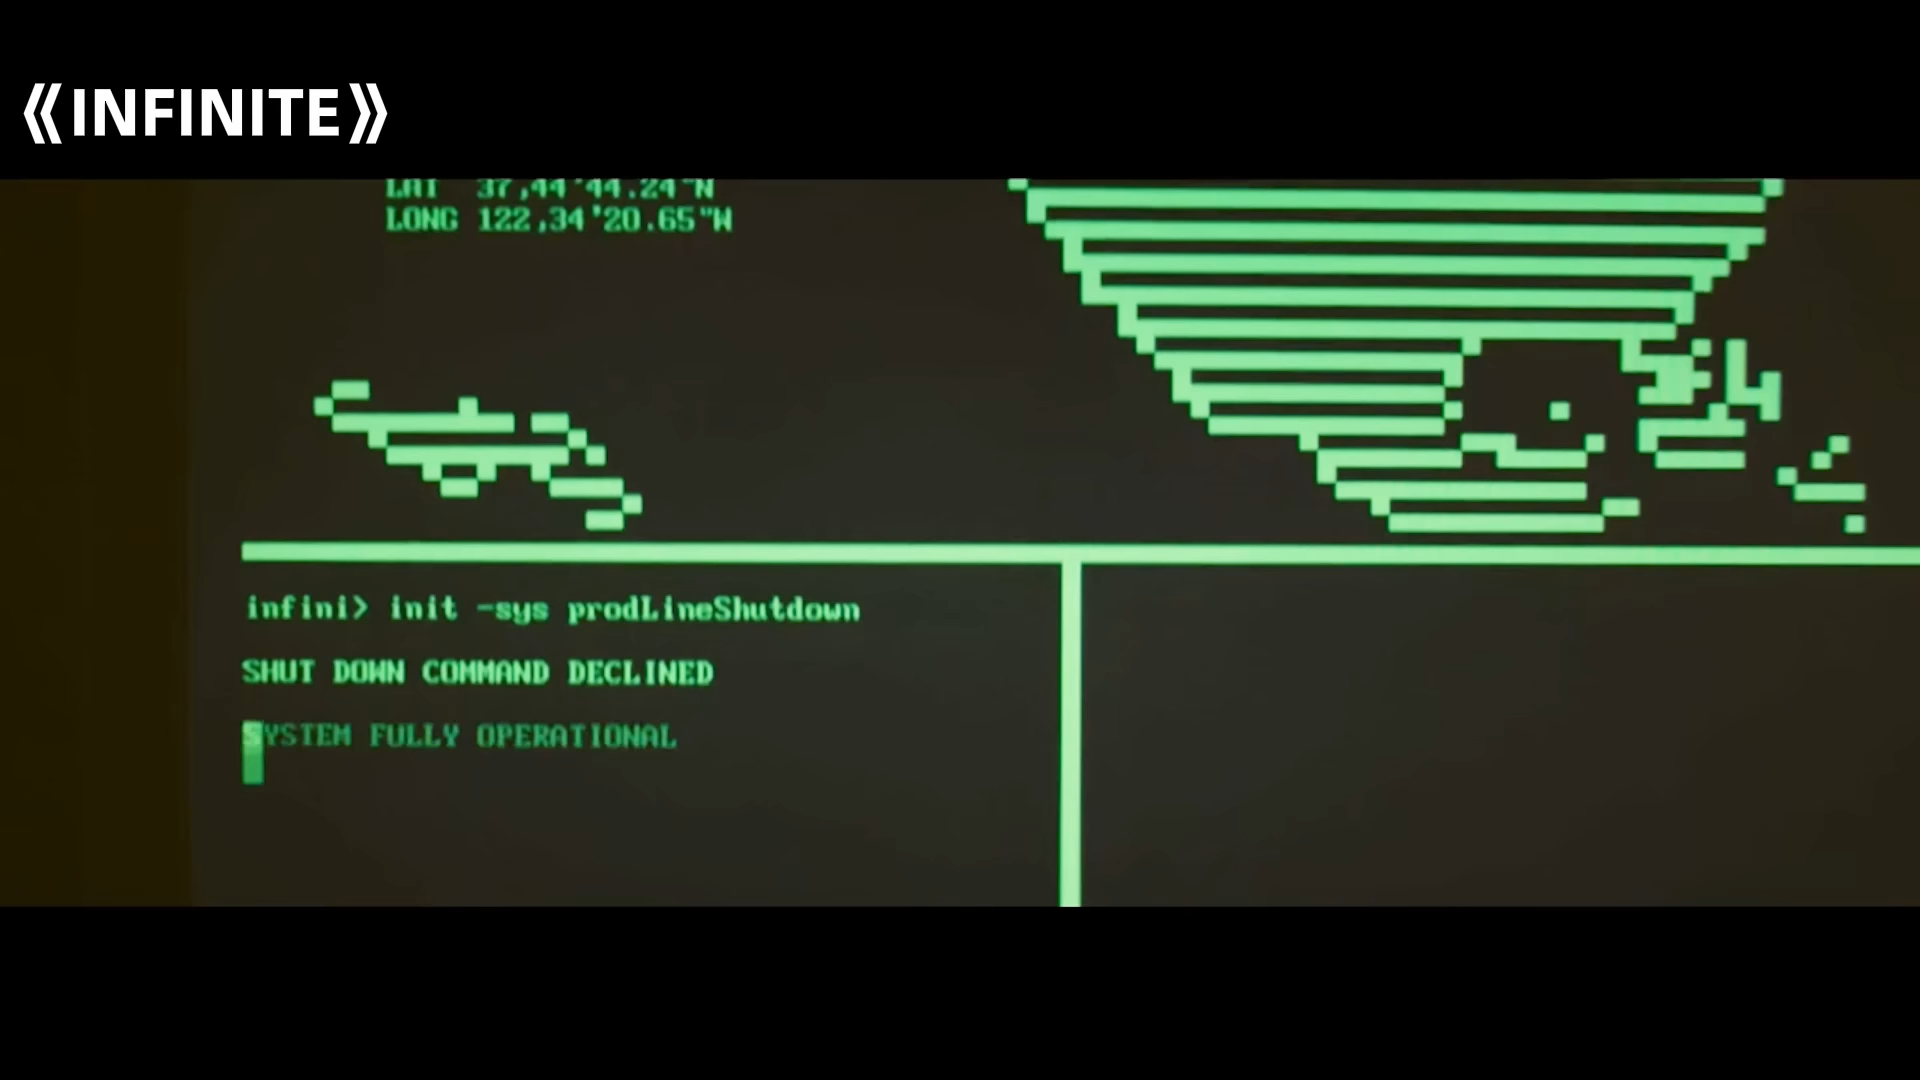 《INFINITE》
LAT 37,44'44.24"N
LONG 122,34'20.65"W
infini> init -sys prodLineShutdown
SHUT DOWN COMMAND DECLINED
SYSTEM FULLY OPERATIONAL